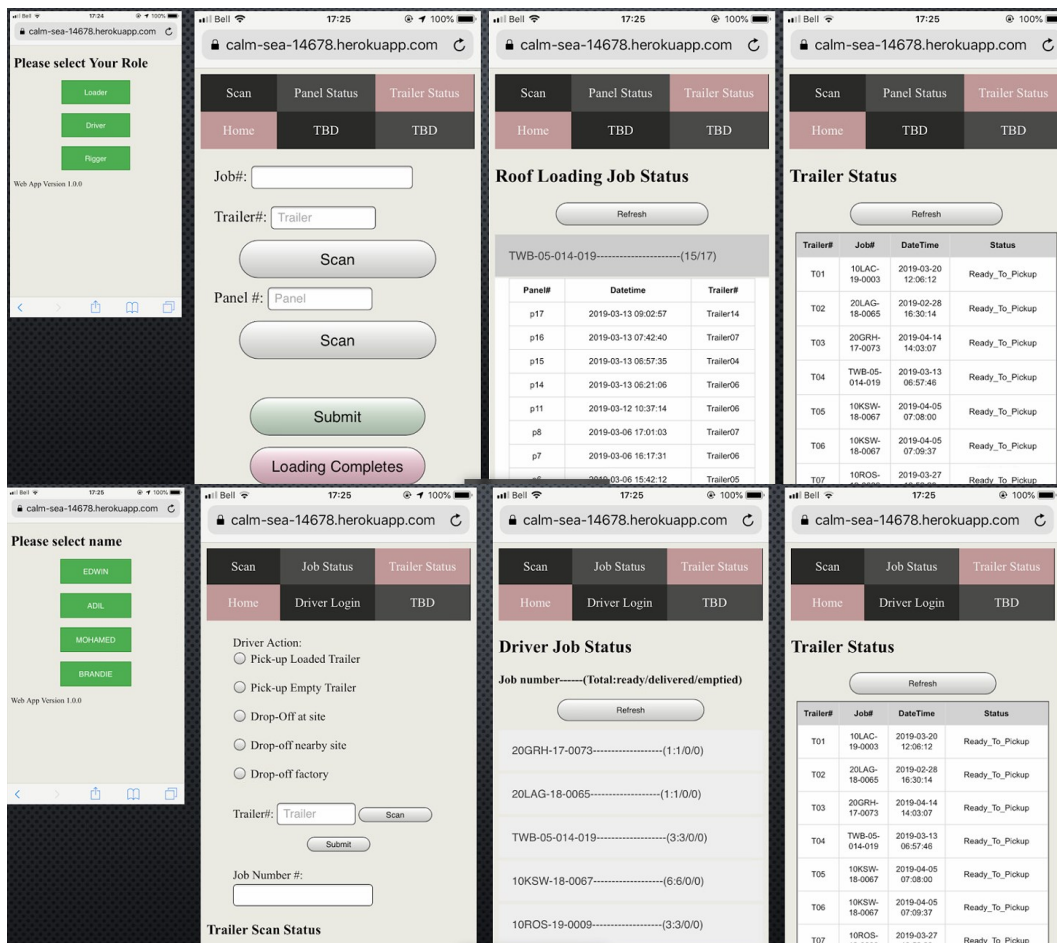 Bell 17:24 100%
calm-sea-14678.herokuapp.com
Please select Your Role
Loader
Driver
Rigger
Web App Version 1.0.0
Bell 17:25 100%
calm-sea-14678.herokuapp.com
Scan Panel Status Trailer Status
Home TBD TBD
Job#:
Trailer#: Trailer
Scan
Panel #: Panel
Scan
Submit
Loading Completes
Bell 17:25 100%
calm-sea-14678.herokuapp.com
Scan Panel Status Trailer Status
Home TBD TBD
Roof Loading Job Status
Refresh
TWB-05-014-019----------------------(15/17)
Panel# Datetime Trailer#
p17 2019-03-13 09:02:57 Trailer14
p16 2019-03-13 07:42:40 Trailer07
p15 2019-03-13 06:57:35 Trailer04
p14 2019-03-13 06:21:06 Trailer06
p11 2019-03-12 10:37:14 Trailer06
p8 2019-03-06 17:01:03 Trailer07
p7 2019-03-06 16:17:31 Trailer06
03-06 15:42:12 Trailer05
Bell 17:25 100%
calm-sea-14678.herokuapp.com
Scan Panel Status Trailer Status
Home TBD TBD
Trailer Status
Refresh
Trailer# Job# DateTime Status
T01 10LAC-19-0003 2019-03-20 12:06:12 Ready_To_Pickup
T02 20LAG-18-0065 2019-02-28 16:30:14 Ready_To_Pickup
T03 20GRH-17-0073 2019-04-14 14:03:07 Ready_To_Pickup
T04 TWB-05-014-019 2019-03-13 06:57:46 Ready_To_Pickup
T05 10KSW-18-0067 2019-04-05 07:08:00 Ready_To_Pickup
T06 10KSW-18-0067 2019-04-05 07:09:37 Ready_To_Pickup
T07 10ROS- 2019-03-27 Ready_To_Pickup
Bell 17:25 100%
calm-sea-14678.herokuapp.com
Please select name
EDWIN
ADIL
MOHAMED
BRANDIE
Web App Version 1.0.0
Bell 17:25 100%
calm-sea-14678.herokuapp.com
Scan Job Status Trailer Status
Home Driver Login TBD
Driver Action:
Pick-up Loaded Trailer
Pick-up Empty Trailer
Drop-Off at site
Drop-off nearby site
Drop-off factory
Trailer#: Trailer Scan
Submit
Job Number #:
Trailer Scan Status
Bell 17:25 100%
calm-sea-14678.herokuapp.com
Scan Job Status Trailer Status
Home Driver Login TBD
Driver Job Status
Job number------(Total:ready/delivered/emptied)
Refresh
20GRH-17-0073-------------------(1:1/0/0)
20LAG-18-0065-------------------(1:1/0/0)
TWB-05-014-019-------------------(3:3/0/0)
10KSW-18-0067-------------------(6:6/0/0)
10ROS-19-0009-------------------(3:3/0/0)
Bell 17:25 100%
calm-sea-14678.herokuapp.com
Scan Job Status Trailer Status
Home Driver Login TBD
Trailer Status
Refresh
Trailer# Job# DateTime Status
T01 10LAC-19-0003 2019-03-20 12:06:12 Ready_To_Pickup
T02 20LAG-18-0065 2019-02-28 16:30:14 Ready_To_Pickup
T03 20GRH-17-0073 2019-04-14 14:03:07 Ready_To_Pickup
T04 TWB-05-014-019 2019-03-13 06:57:46 Ready_To_Pickup
T05 10KSW-18-0067 2019-04-05 07:08:00 Ready_To_Pickup
T06 10KSW-18-0067 2019-04-05 07:09:37 Ready_To_Pickup
T07 10ROS- 2019-03-27 Ready_To_Pickup